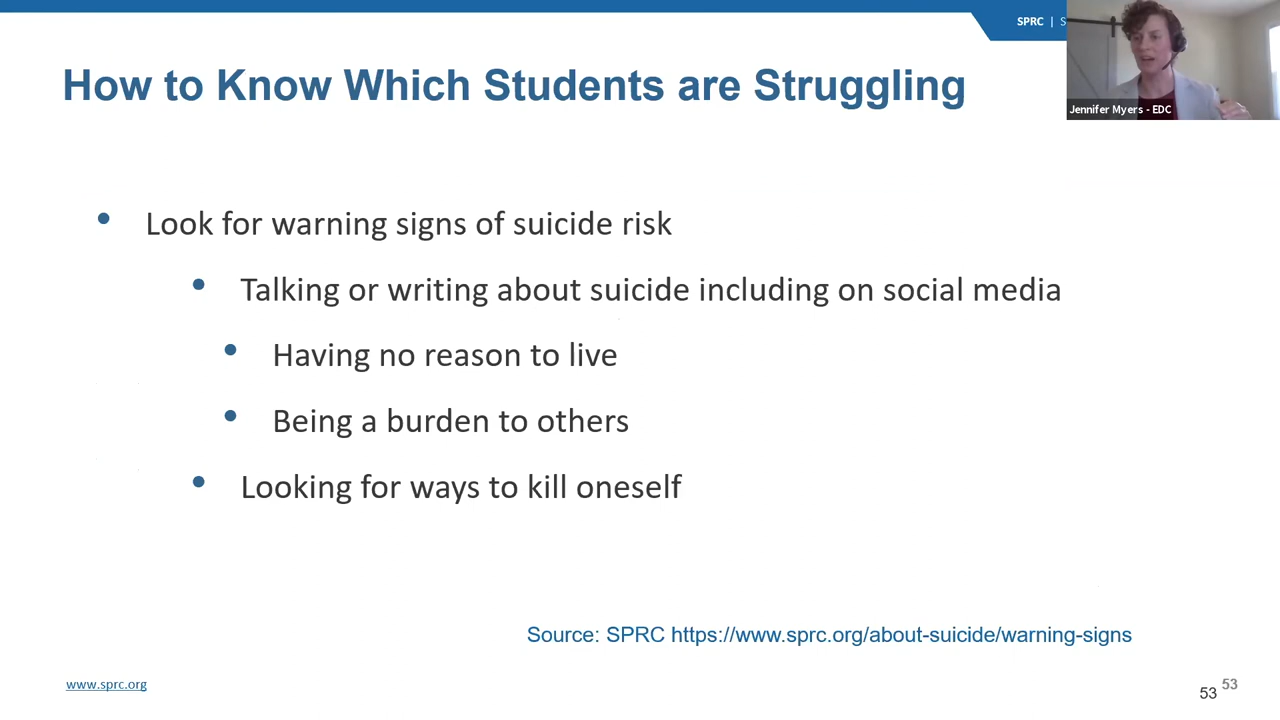 SPRC | S
Jennifer Myers - EDC
How to Know Which Students are Struggling
• Look for warning signs of suicide risk
• Talking or writing about suicide including on social media
• Having no reason to live
• Being a burden to others
• Looking for ways to kill oneself
Source: SPRC https://www.sprc.org/about-suicide/warning-signs
www.sprc.org
53
53